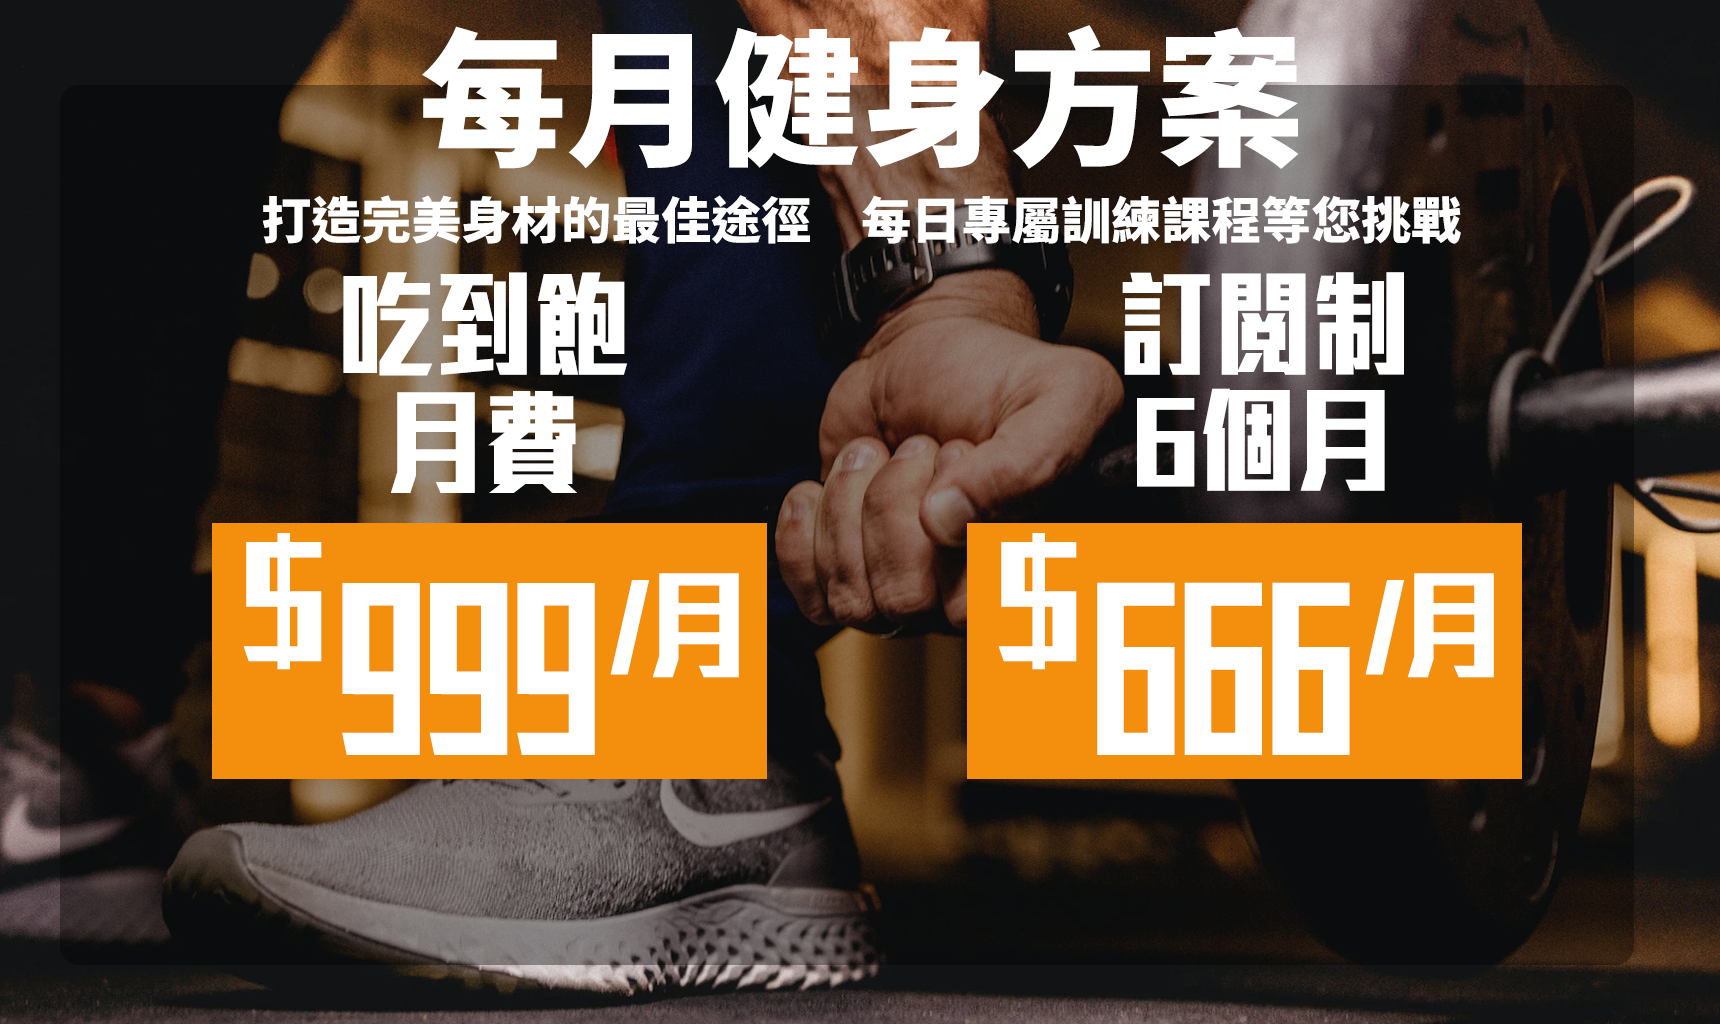 每月健身方案
打造完美身材的最佳途徑 每日專屬訓練課程等您挑戰
吃到飽
月費
$999/月
訂閱制
6個月
$666/月